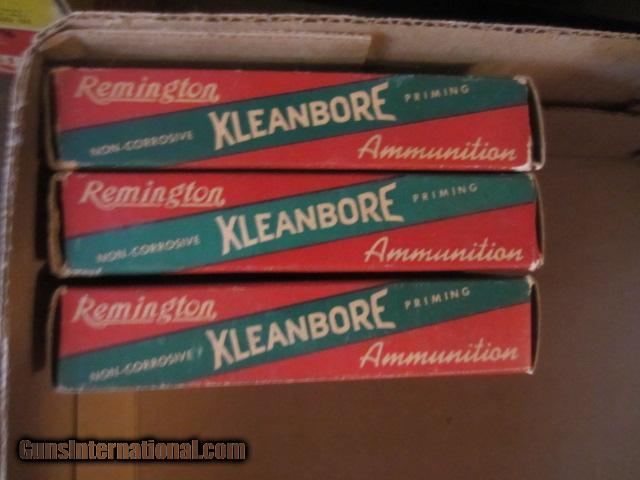 Remington
KLEANBORE PRIMING
NON-CORROSIVE
Ammunition
Remington
KLEANBORE PRIMING
NON-CORROSIVE
Ammunition
Remington
KLEANBORE PRIMING
NON-CORROSIVE
Ammunition
GunsInternational.com